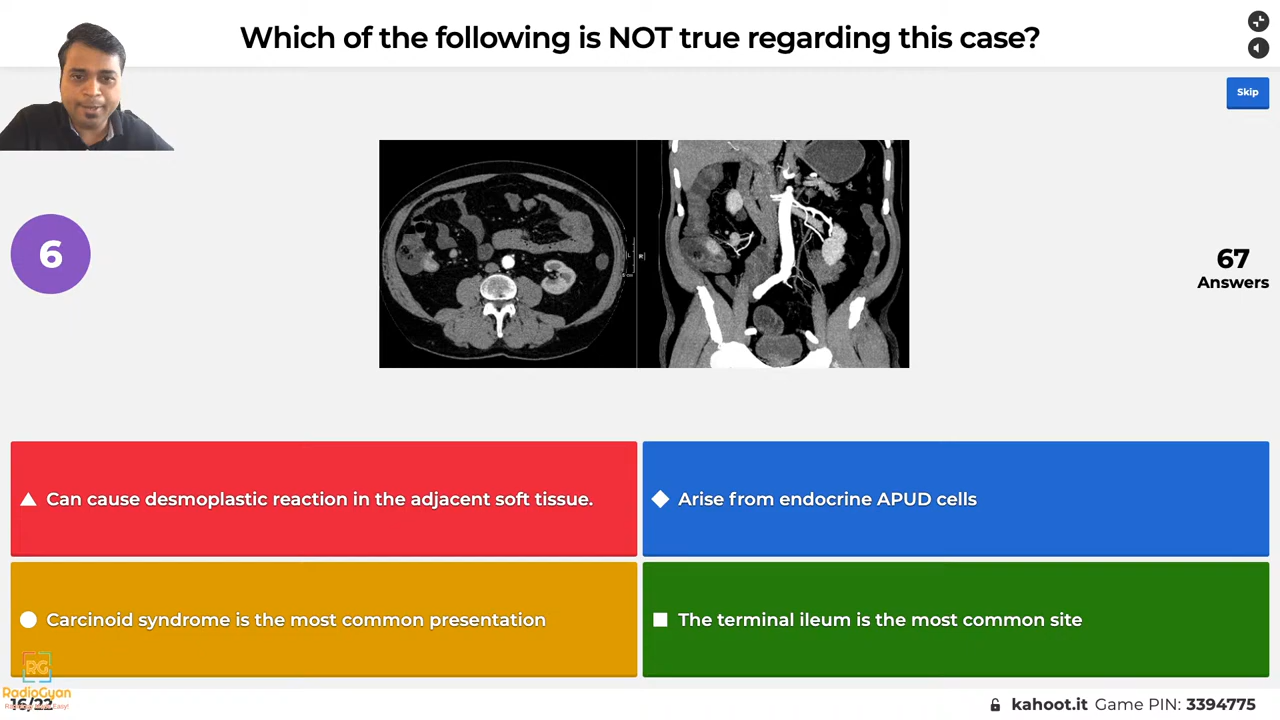 Which of the following is NOT true regarding this case?
Skip
6
67
Answers
Can cause desmoplastic reaction in the adjacent soft tissue.
Arise from endocrine APUD cells
Carcinoid syndrome is the most common presentation
The terminal ileum is the most common site
RG
RadioGyan
16/22
kahoot.it Game PIN: 3394775